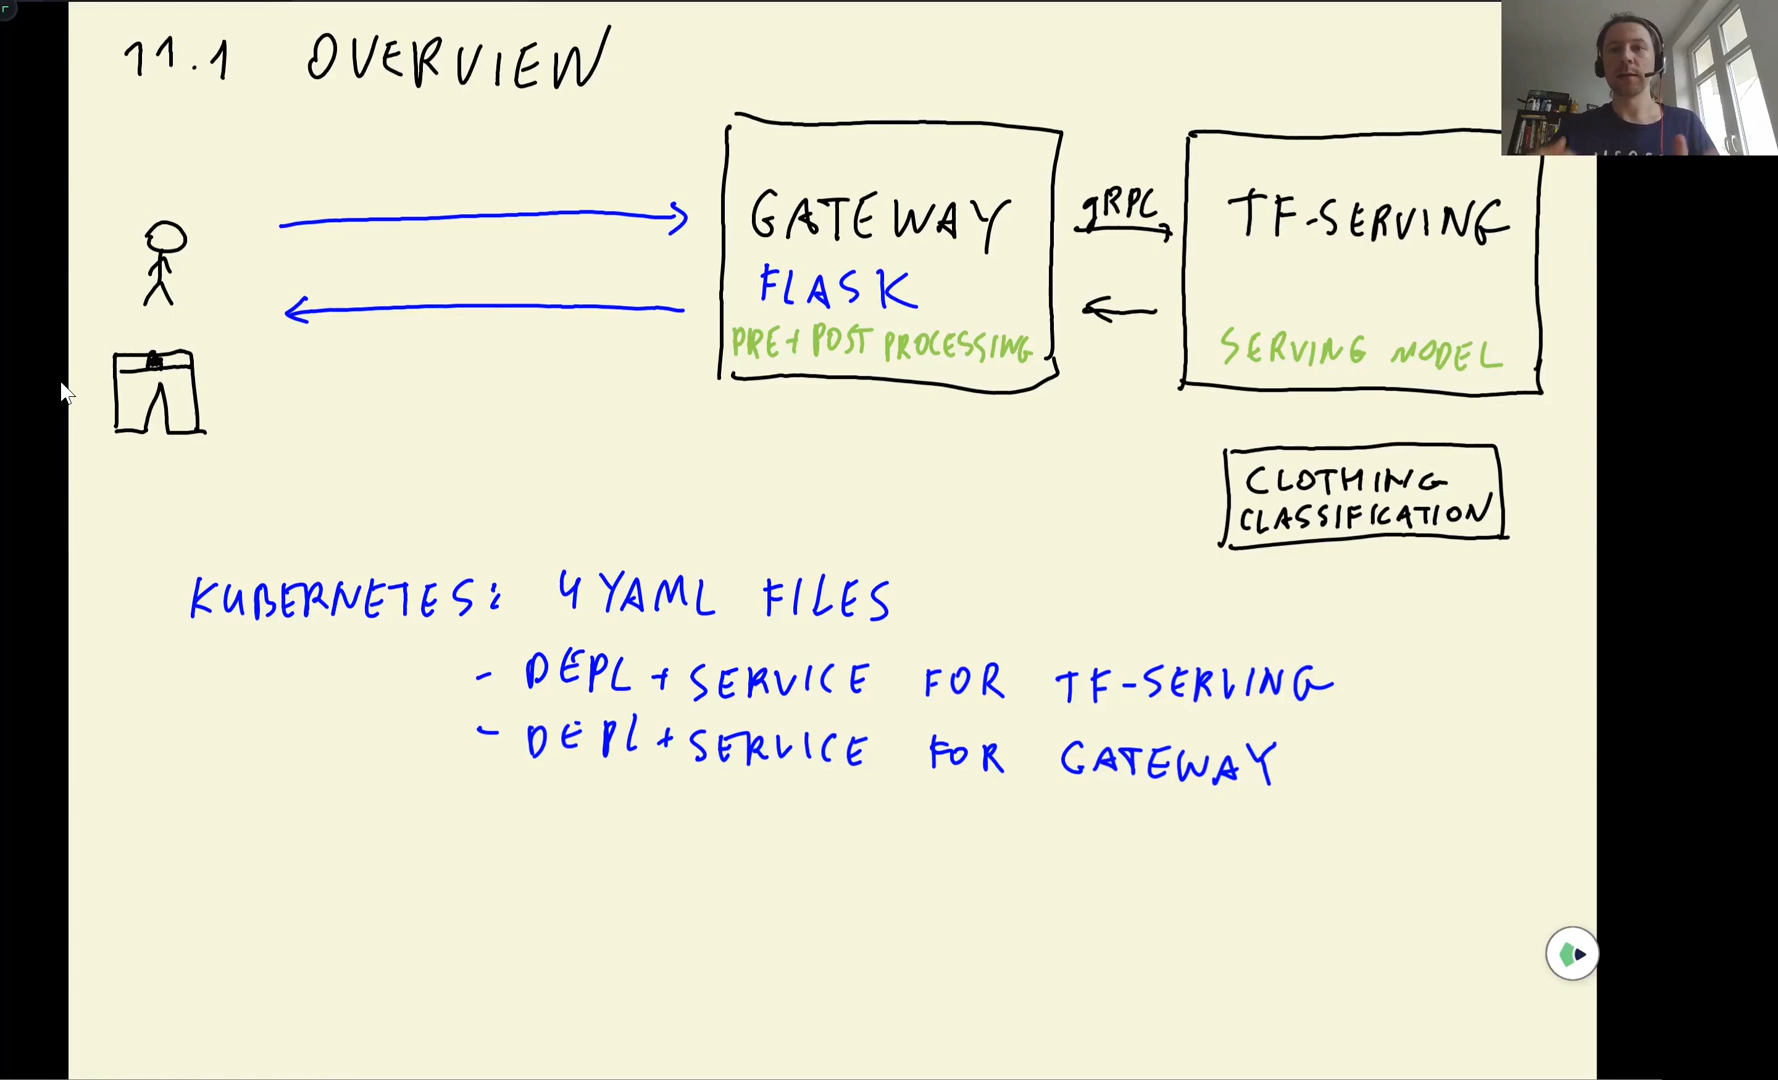 11.1 OVERVIEW
GATEWAY
FLASK
PRE+ POST PROCESSING
gRPC
TF-SERVING
SERVING MODEL
CLOTHING
CLASSIFICATION
KUBERNETES: 4 YAML FILES
- DEPL + SERVICE FOR TF-SERVING
- DEPL + SERVICE FOR GATEWAY